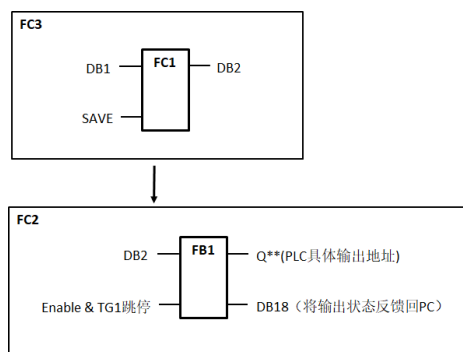 FC3
DB1
FC1
DB2
SAVE
FC2
DB2
FB1
Q**(PLC具体输出地址)
Enable & TG1跳停
DB18（将输出状态反馈回PC）